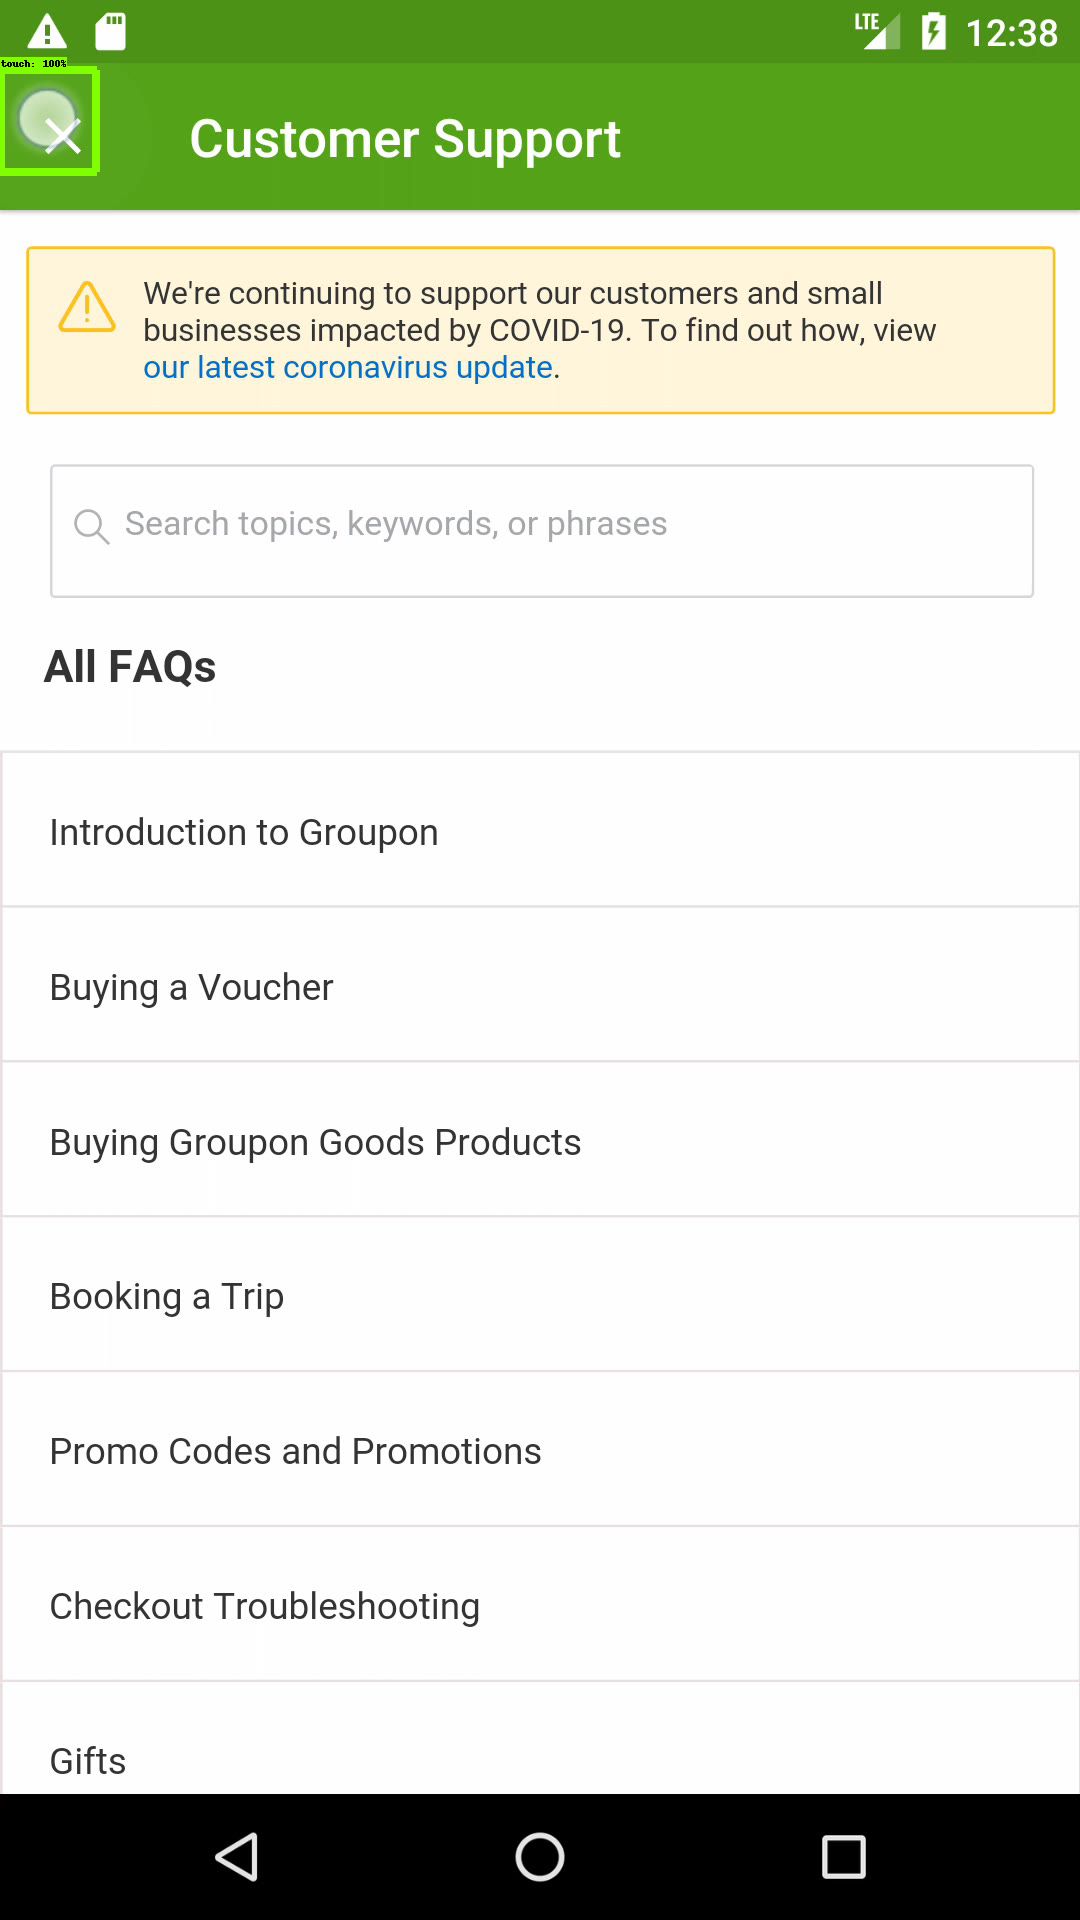 LTE 12:38
touch: 100%
Customer Support
We're continuing to support our customers and small
businesses impacted by COVID-19. To find out how, view
our latest coronavirus update.
Search topics, keywords, or phrases
All FAQs
Introduction to Groupon
Buying a Voucher
Buying Groupon Goods Products
Booking a Trip
Promo Codes and Promotions
Checkout Troubleshooting
Gifts